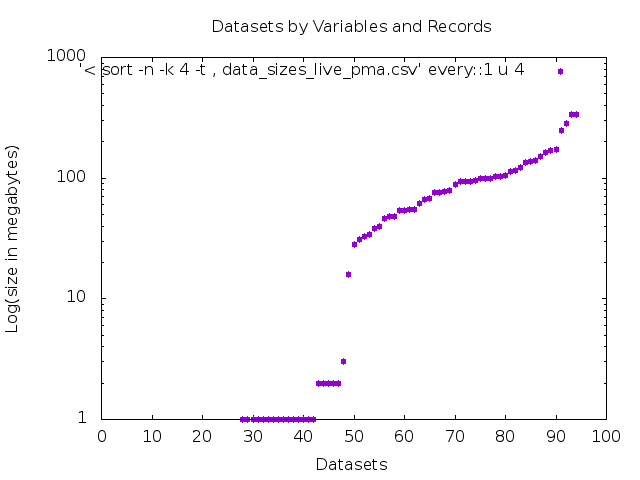 Datasets by Variables and Records
1000
'< sort -n -k 4 -t , data_sizes_live_pma.csv' every::1 u 4
100
10
1
Log(size in megabytes)
0 10 20 30 40 50 60 70 80 90 100
Datasets